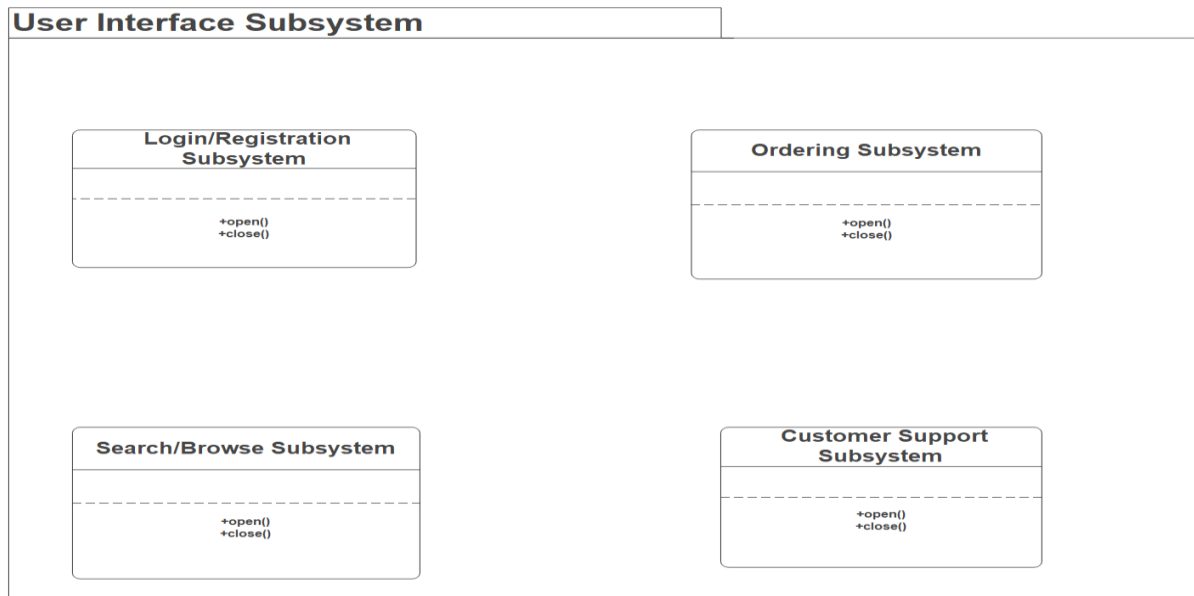 User Interface Subsystem
Login/Registration
Subsystem
+open()
+close()
Ordering Subsystem
+open()
+close()
Search/Browse Subsystem
+open()
+close()
Customer Support
Subsystem
+open()
+close()